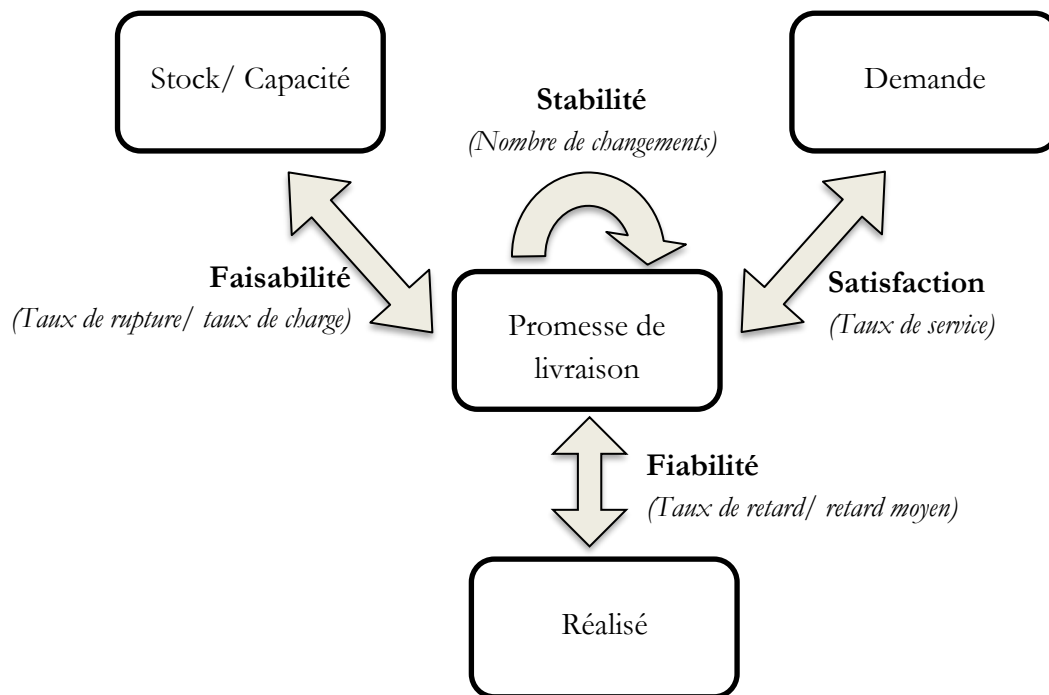 Stock/ Capacité
Demande
Stabilité
(Nombre de changements)
Faisabilité
(Taux de rupture/ taux de charge)
Satisfaction
(Taux de service)
Promesse de
livraison
Fiabilité
(Taux de retard/ retard moyen)
Réalisé